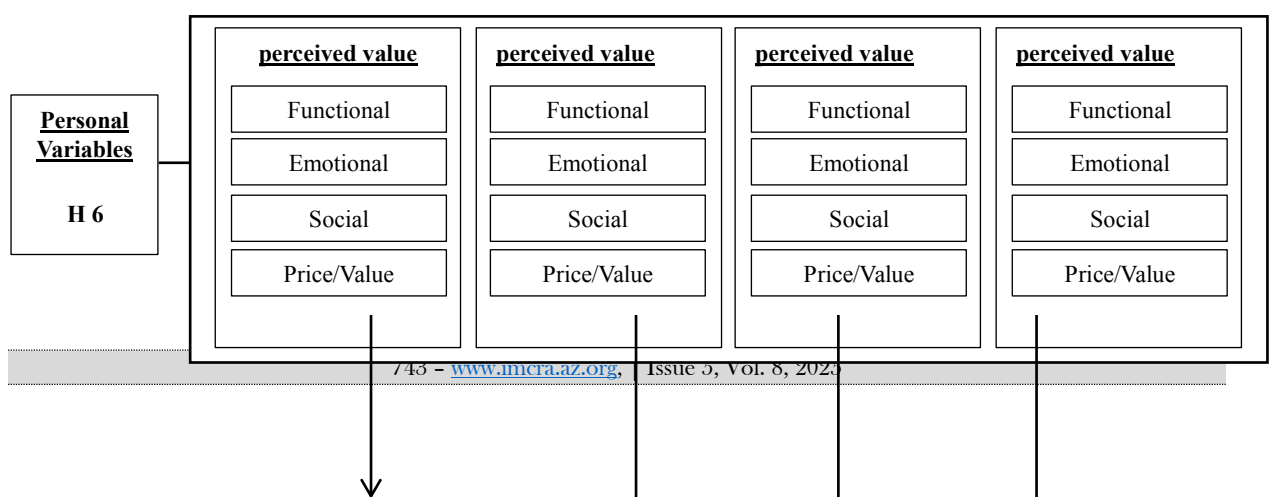 Personal
Variables
H 6
perceived value
Functional
Emotional
Social
Price/Value
perceived value
Functional
Emotional
Social
Price/Value
perceived value
Functional
Emotional
Social
Price/Value
perceived value
Functional
Emotional
Social
Price/Value
743 – www.imcra.az.org, | Issue 5, Vol. 8, 2025